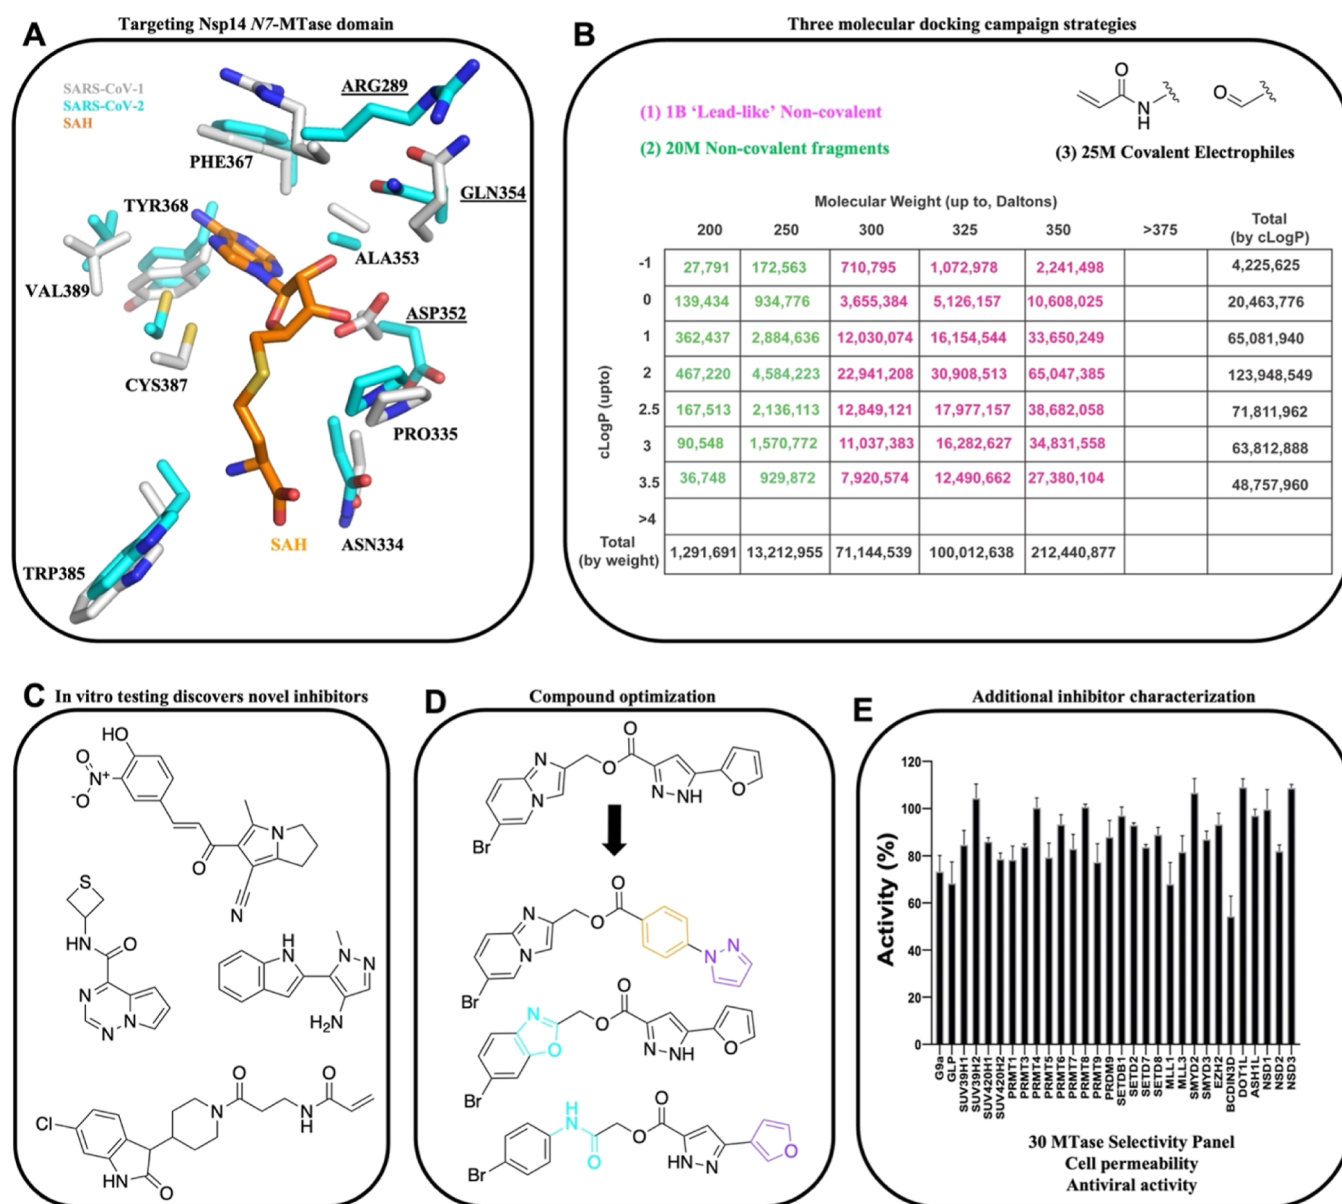 A
Targeting Nsp14 N7-MTase domain
SARS-CoV-1
SARS-CoV-2
SAH
ARG289
PHE367
GLN354
TYR368
ALA353
VAL389
ASP352
CYS387
PRO335
SAH
ASN334
TRP385
B
Three molecular docking campaign strategies
(1) 1B ‘Lead-like’ Non-covalent
(2) 20M Non-covalent fragments
O
N
H
O
(3) 25M Covalent Electrophiles
Molecular Weight (up to, Daltons)
200 250 300 325 350 >375 Total
(by cLogP)
cLogP (upto)
-1 27,791 172,563 710,795 1,072,978 2,241,498 4,225,625
0 139,434 934,776 3,655,384 5,126,157 10,608,025 20,463,776
1 362,437 2,884,636 12,030,074 16,154,544 33,650,249 65,081,940
2 467,220 4,584,223 22,941,208 30,908,513 65,047,385 123,948,549
2.5 167,513 2,136,113 12,849,121 17,977,157 38,682,058 71,811,962
3 90,548 1,570,772 11,037,383 16,282,627 34,831,558 63,812,888
3.5 36,748 929,872 7,920,574 12,490,662 27,380,104 48,757,960
>4
Total
(by weight) 1,291,691 13,212,955 71,144,539 100,012,638 212,440,877
C
In vitro testing discovers novel inhibitors
HO
O
N+
-O
N
O
N
S
HN
O
N
N
N
H
N
N
N
H2N
O
O
N
N
H
Cl
HN
O
D
Compound optimization
N
N
O
O
N
NH
O
Br
N
N
O
O
N
N
Br
N
O
O
O
N
NH
O
Br
H
N
O
O
O
HN
N
O
Br
E
Additional inhibitor characterization
Activity (%)
120
100
80
60
40
20
0
G9a
GLP
SUV39H1
SUV39H2
SUV420H1
SUV420H2
PRMT1
PRMT3
PRMT4
PRMT5
PRMT6
PRMT7
PRMT8
PRMT9
PRDM9
SETDB1
SETD2
SETD7
SETD8
MLL1
MLL3
SMYD2
SMYD3
EZH2
BCDIN3D
DOT1L
ASH1L
NSD1
NSD2
NSD3
30 MTase Selectivity Panel
Cell permeability
Antiviral activity